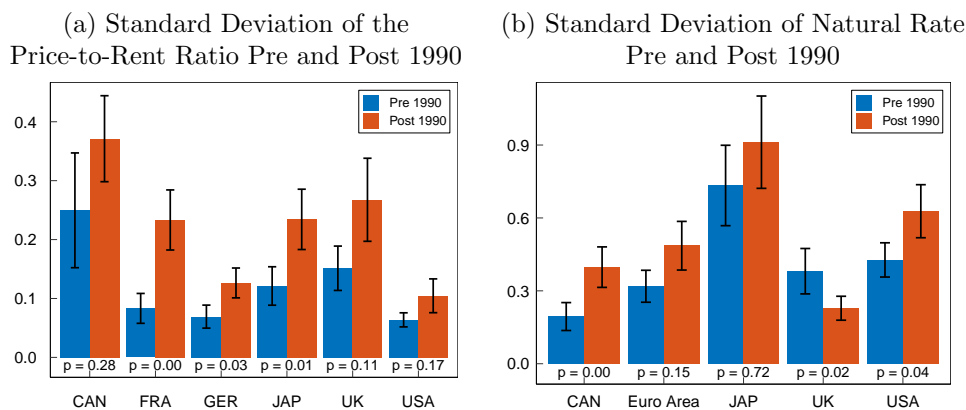 (a) Standard Deviation of the
Price-to-Rent Ratio Pre and Post 1990
Pre 1990
Post 1990
0.4
0.3
0.2
0.1
0.0
p = 0.28 p = 0.00 p = 0.03 p = 0.01 p = 0.11 p = 0.17
CAN FRA GER JAP UK USA
(b) Standard Deviation of Natural Rate
Pre and Post 1990
Pre 1990
Post 1990
0.9
0.6
0.3
0.0
p = 0.00 p = 0.15 p = 0.72 p = 0.02 p = 0.04
CAN Euro Area JAP UK USA